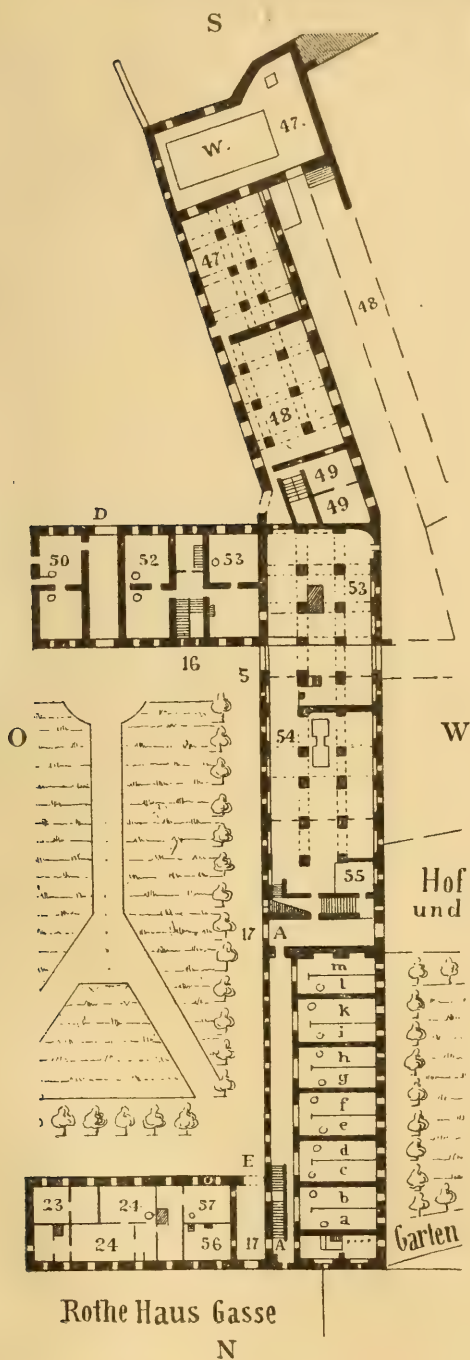 S
47.
W.
47
48
48
49
49
D
50
52
53
53
16
5
O
W
54
55
Hof
und
17
A
m
l
k
i
h
g
f
e
d
c
b
a
E
23
24
57
24
56
17
A
Garten
Rothe Haus Gasse
N